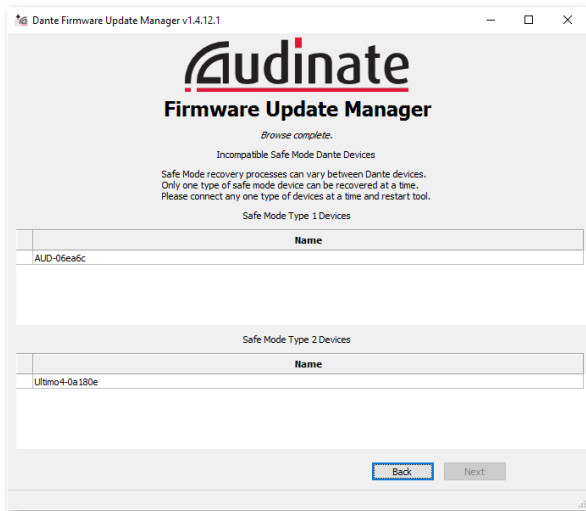 Dante Firmware Update Manager v1.4.12.1
Audinate
Firmware Update Manager
Browse complete.
Incompatible Safe Mode Dante Devices
Safe Mode recovery processes can vary between Dante devices.
Only one type of safe mode device can be recovered at a time.
Please connect any one type of devices at a time and restart tool.
Safe Mode Type 1 Devices
Name
AUD-06ea6c
Safe Mode Type 2 Devices
Name
Ultimo4-0a180e
Back Next